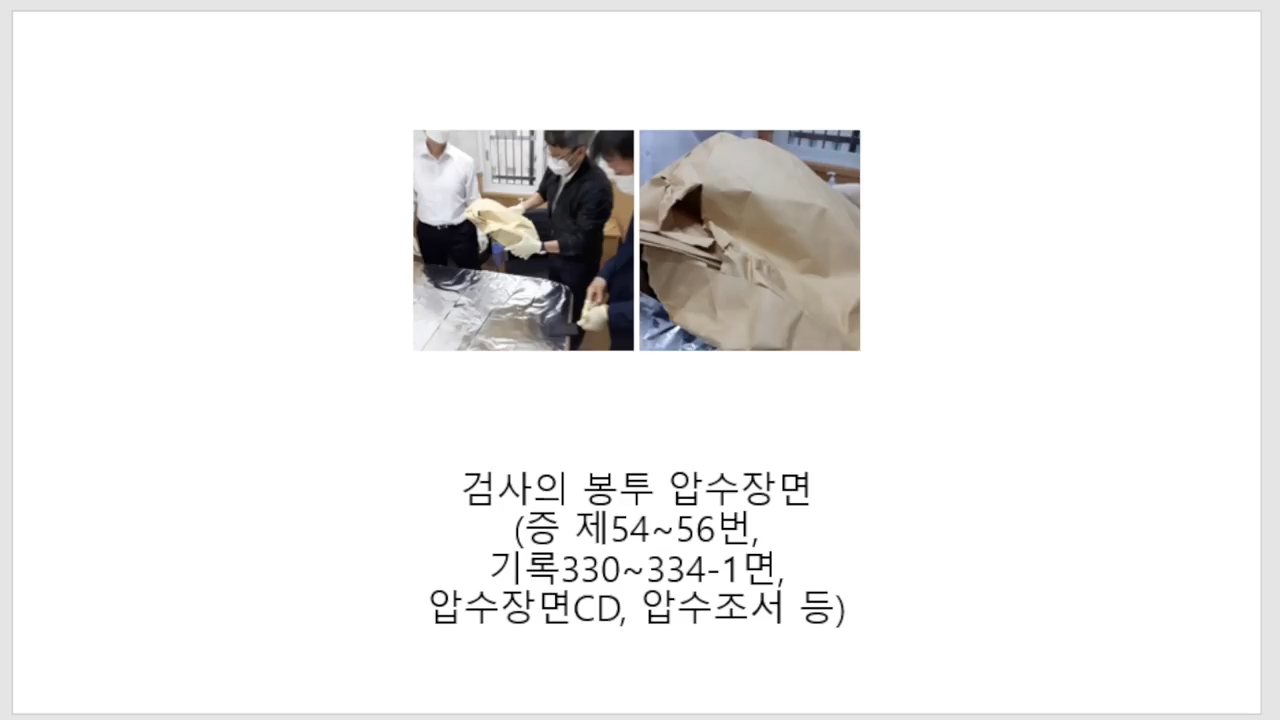 검사의 봉투 압수장면
(증 제54~56번,
기록330~334-1면,
압수장면CD, 압수조서 등)